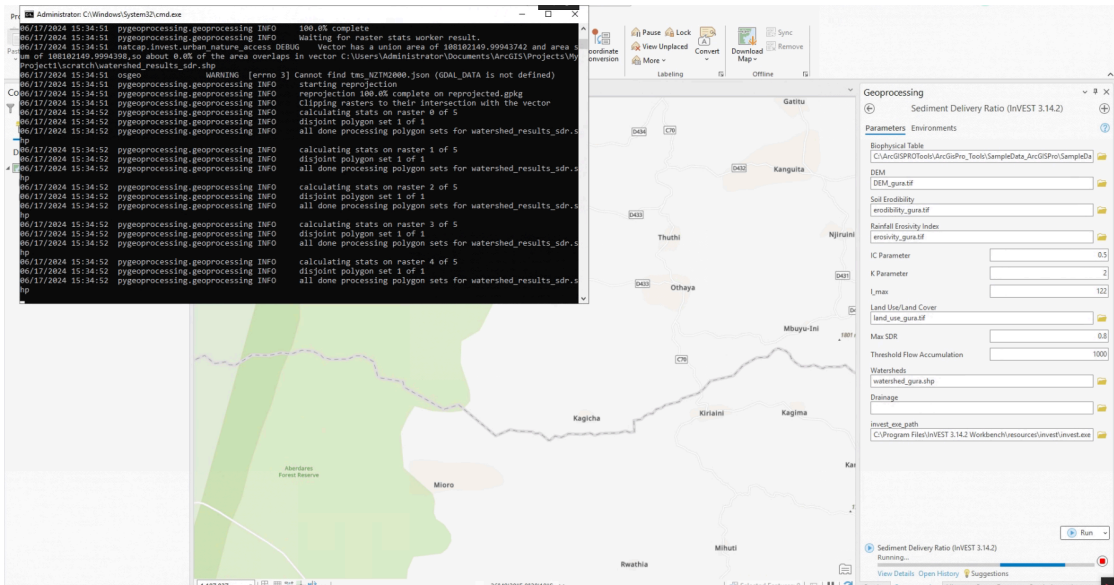 Administrator: C:\Windows\System32\cmd.exe
06/17/2024 15:34:51 pygeoprocessing.geoprocessing INFO 100.0% complete
06/17/2024 15:34:51 pygeoprocessing.geoprocessing INFO Waiting for raster stats worker result.
06/17/2024 15:34:51 natcap.invest.urban_nature_access DEBUG Vector has a union area of 108102149.99943742 and area s
um of 108102149.9994398,so about 0.0% of the area overlaps in vector C:\Users\Administrator\Documents\ArcGIS\Projects\My
Project1\scratch\watershed_results_sdr.shp
06/17/2024 15:34:51 osgeo WARNING [errno 3] Cannot find tms_NZTM2000.json (GDAL_DATA is not defined)
06/17/2024 15:34:51 pygeoprocessing.geoprocessing INFO starting reprojection
06/17/2024 15:34:51 pygeoprocessing.geoprocessing INFO reprojection 100.0% complete on reprojected.gpkg
06/17/2024 15:34:52 pygeoprocessing.geoprocessing INFO Clipping rasters to their intersection with the vector
06/17/2024 15:34:52 pygeoprocessing.geoprocessing INFO calculating stats on raster 0 of 5
06/17/2024 15:34:52 pygeoprocessing.geoprocessing INFO disjoint polygon set 1 of 1
06/17/2024 15:34:52 pygeoprocessing.geoprocessing INFO all done processing polygon sets for watershed_results_sdr.s
hp
06/17/2024 15:34:52 pygeoprocessing.geoprocessing INFO calculating stats on raster 1 of 5
06/17/2024 15:34:52 pygeoprocessing.geoprocessing INFO disjoint polygon set 1 of 1
06/17/2024 15:34:52 pygeoprocessing.geoprocessing INFO all done processing polygon sets for watershed_results_sdr.s
hp
06/17/2024 15:34:52 pygeoprocessing.geoprocessing INFO calculating stats on raster 2 of 5
06/17/2024 15:34:52 pygeoprocessing.geoprocessing INFO disjoint polygon set 1 of 1
06/17/2024 15:34:52 pygeoprocessing.geoprocessing INFO all done processing polygon sets for watershed_results_sdr.s
hp
06/17/2024 15:34:52 pygeoprocessing.geoprocessing INFO calculating stats on raster 3 of 5
06/17/2024 15:34:52 pygeoprocessing.geoprocessing INFO disjoint polygon set 1 of 1
06/17/2024 15:34:52 pygeoprocessing.geoprocessing INFO all done processing polygon sets for watershed_results_sdr.s
hp
06/17/2024 15:34:52 pygeoprocessing.geoprocessing INFO calculating stats on raster 4 of 5
06/17/2024 15:34:52 pygeoprocessing.geoprocessing INFO disjoint polygon set 1 of 1
06/17/2024 15:34:52 pygeoprocessing.geoprocessing INFO all done processing polygon sets for watershed_results_sdr.s
hp
Pause Lock
View Unplaced
More
Convert
Labeling
Download Map
Sync
Remove
Offline
Gatitu
D434
C70
D432
Kanguita
D433
Thuthi
Njiruini
D431
D433
Othaya
Mbuyu-Ini
C70
Kagicha
Kiriaini
Kagima
Aberdares
Forest Reserve
Mioro
Mihuti
Rwathia
Geoprocessing
Sediment Delivery Ratio (InVEST 3.14.2)
Parameters Environments
Biophysical Table
C:\ArcGISPROTools\ArcGisPro_Tools\SampleData_ArcGISPro\SampleDa
DEM
DEM_gura.tif
Soil Erodibility
erodibility_gura.tif
Rainfall Erosivity Index
erosivity_gura.tif
IC Parameter 0.5
K Parameter 2
l_max 122
Land Use/Land Cover
land_use_gura.tif
Max SDR 0.8
Threshold Flow Accumulation 1000
Watersheds
watershed_gura.shp
Drainage
invest_exe_path
C:\Program Files\InVEST 3.14.2 Workbench\resources\invest\invest.exe
Run
Sediment Delivery Ratio (InVEST 3.14.2)
Running...
View Details Open History Suggestions